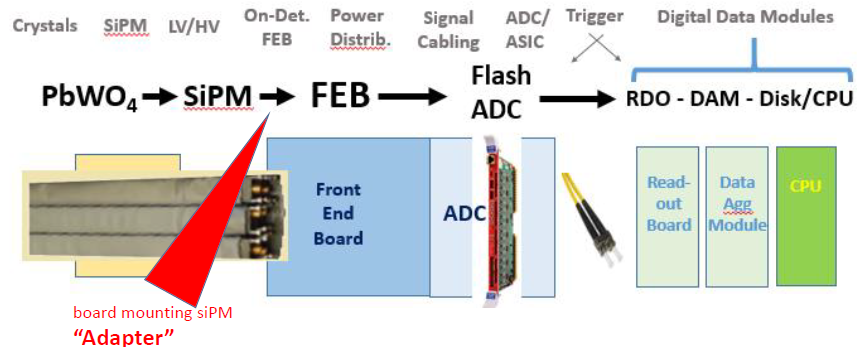 Crystals
SiPM
LV/HV
On-Det.
FEB
Power
Distrib.
Signal
Cabling
ADC/
ASIC
Trigger
Digital Data Modules
PbWO4
SiPM
FEB
Flash
ADC
RDO - DAM - Disk/CPU
Front
End
Board
ADC
Read-
out
Board
Data
Agg
Module
CPU
board mounting siPM
“Adapter”